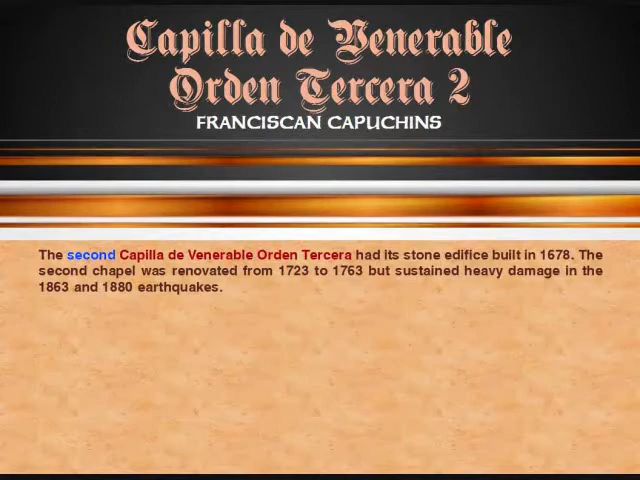 Capilla de Venerable
Orden Tercera 2
FRANCISCAN CAPUCHINS
The second Capilla de Venerable Orden Tercera had its stone edifice built in 1678. The
second chapel was renovated from 1723 to 1763 but sustained heavy damage in the
1863 and 1880 earthquakes.